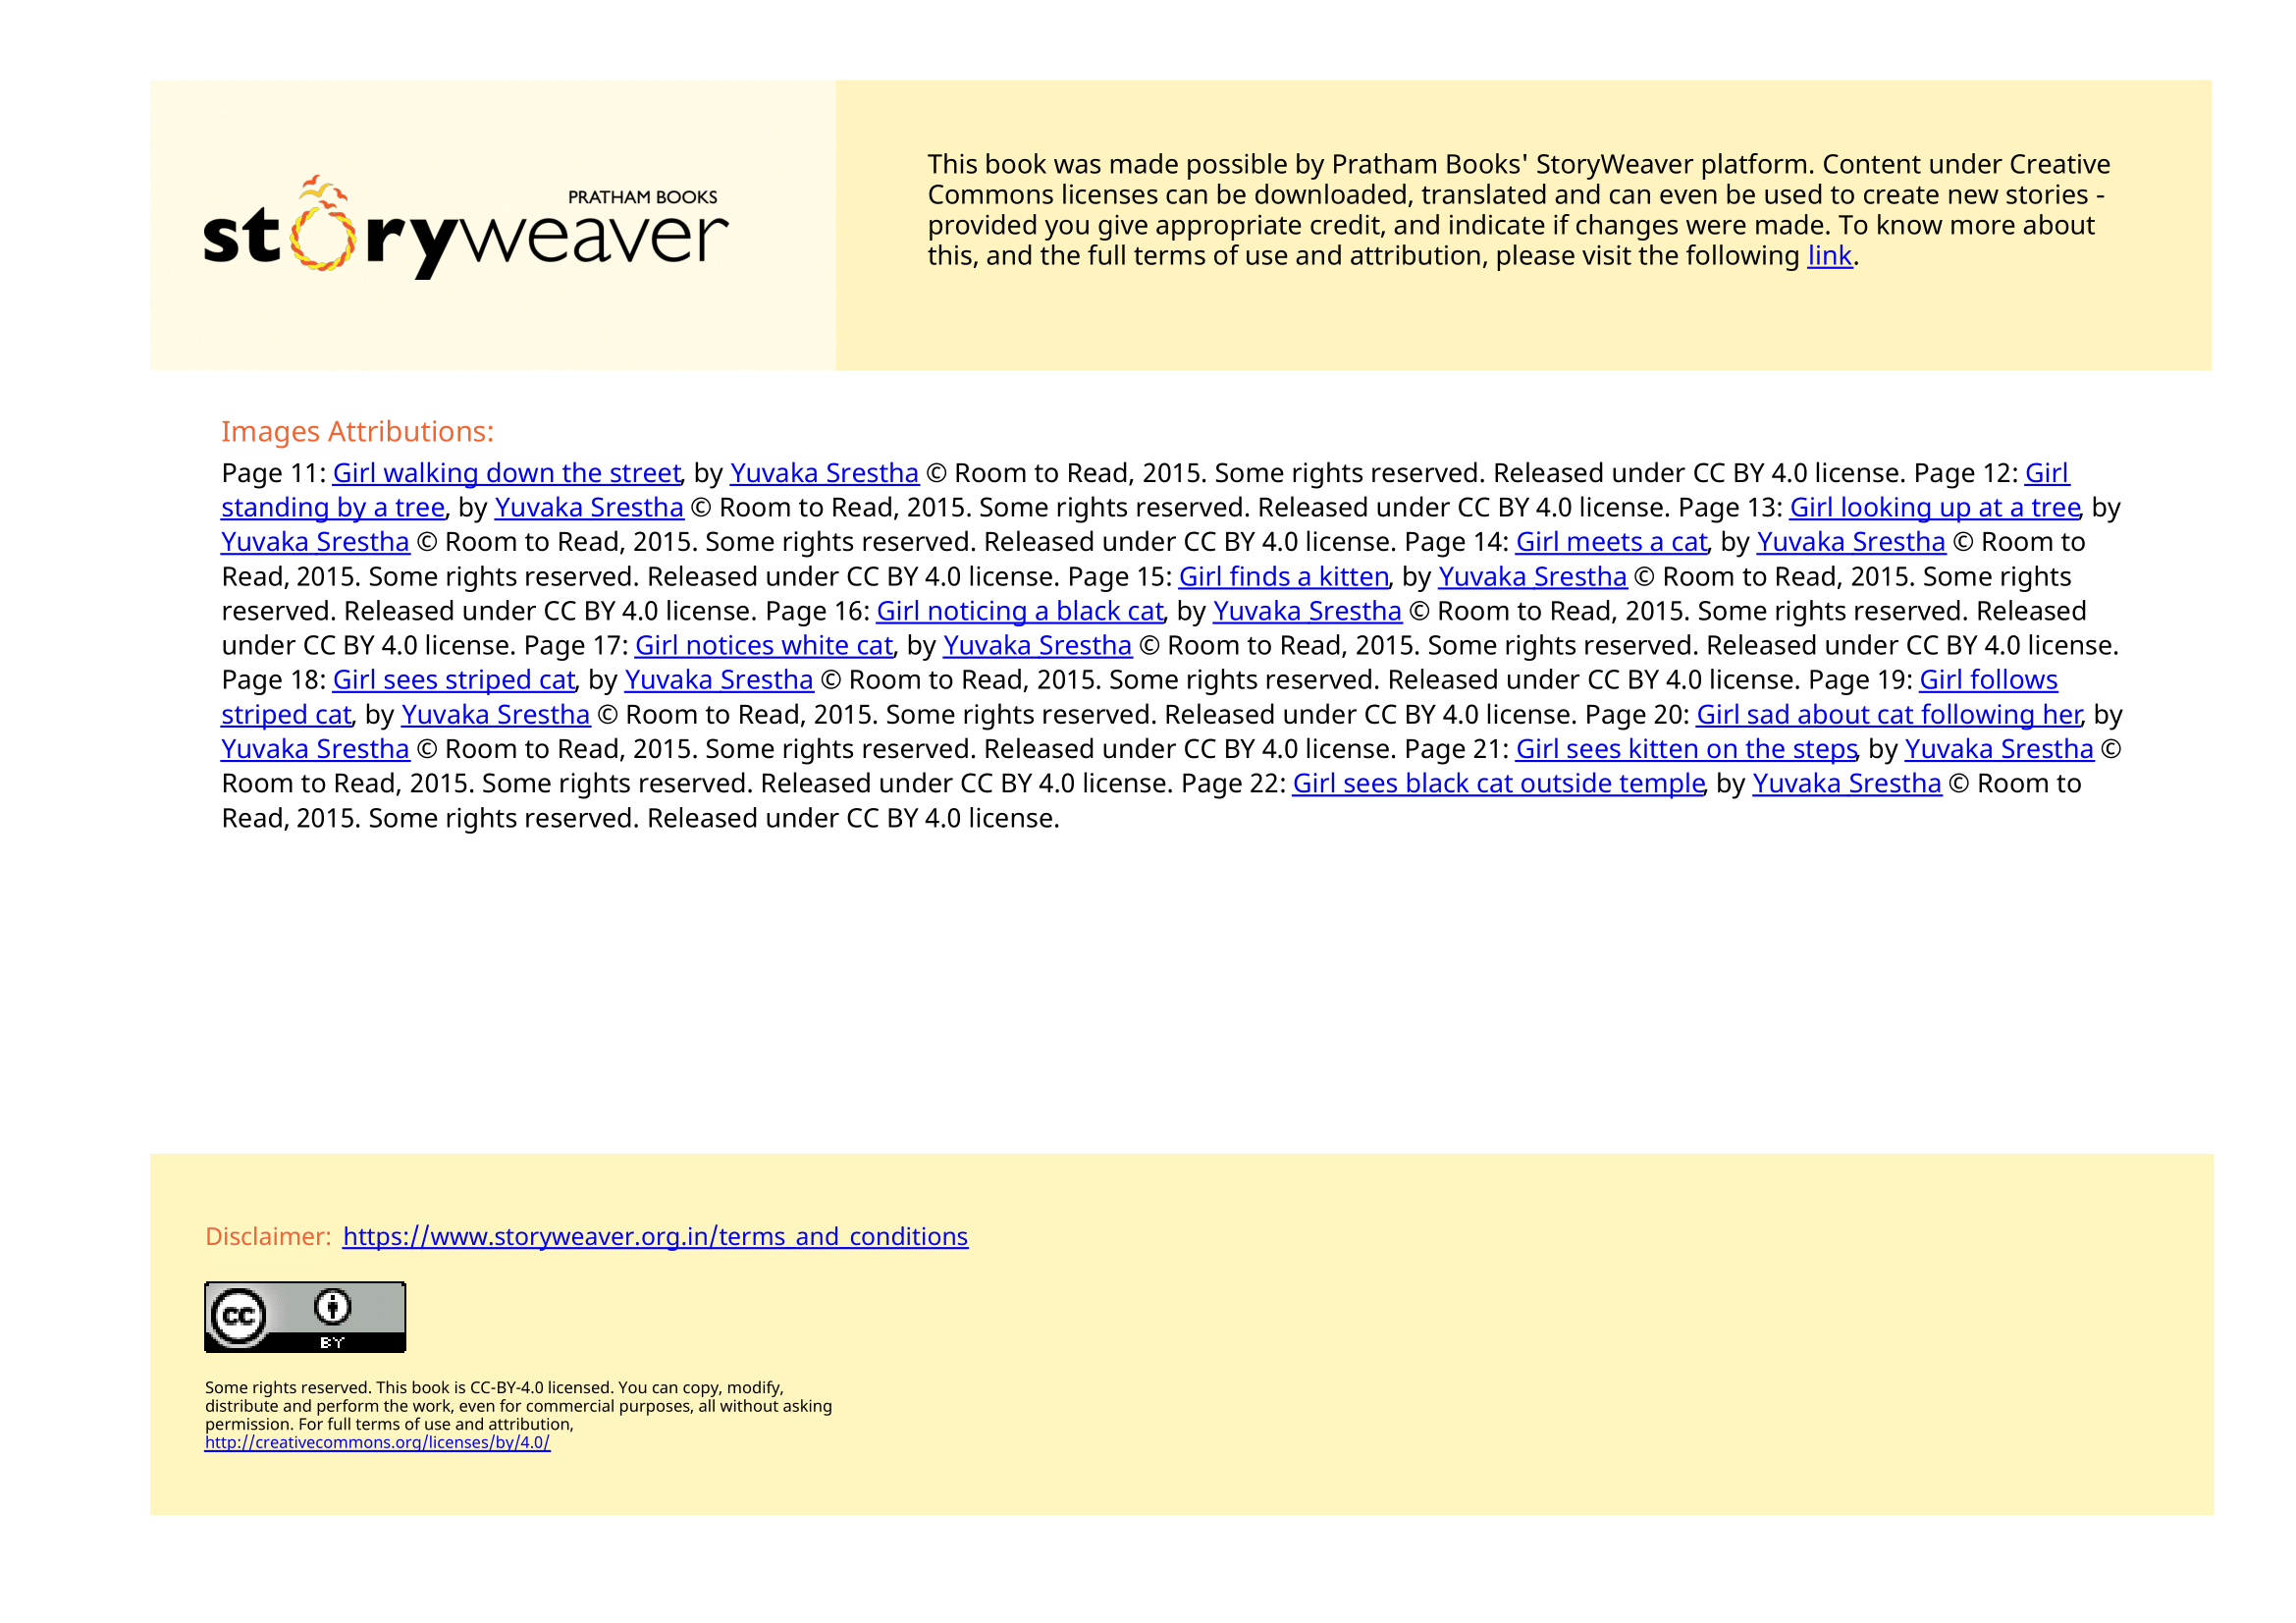 PRATHAM BOOKS
storyweaver
This book was made possible by Pratham Books' StoryWeaver platform. Content under Creative
Commons licenses can be downloaded, translated and can even be used to create new stories -
provided you give appropriate credit, and indicate if changes were made. To know more about
this, and the full terms of use and attribution, please visit the following link.
Images Attributions:
Page 11: Girl walking down the street, by Yuvaka Srestha © Room to Read, 2015. Some rights reserved. Released under CC BY 4.0 license. Page 12: Girl
standing by a tree, by Yuvaka Srestha © Room to Read, 2015. Some rights reserved. Released under CC BY 4.0 license. Page 13: Girl looking up at a tree, by
Yuvaka Srestha © Room to Read, 2015. Some rights reserved. Released under CC BY 4.0 license. Page 14: Girl meets a cat, by Yuvaka Srestha © Room to
Read, 2015. Some rights reserved. Released under CC BY 4.0 license. Page 15: Girl finds a kitten, by Yuvaka Srestha © Room to Read, 2015. Some rights
reserved. Released under CC BY 4.0 license. Page 16: Girl noticing a black cat, by Yuvaka Srestha © Room to Read, 2015. Some rights reserved. Released
under CC BY 4.0 license. Page 17: Girl notices white cat, by Yuvaka Srestha © Room to Read, 2015. Some rights reserved. Released under CC BY 4.0 license.
Page 18: Girl sees striped cat, by Yuvaka Srestha © Room to Read, 2015. Some rights reserved. Released under CC BY 4.0 license. Page 19: Girl follows
striped cat, by Yuvaka Srestha © Room to Read, 2015. Some rights reserved. Released under CC BY 4.0 license. Page 20: Girl sad about cat following her, by
Yuvaka Srestha © Room to Read, 2015. Some rights reserved. Released under CC BY 4.0 license. Page 21: Girl sees kitten on the steps, by Yuvaka Srestha ©
Room to Read, 2015. Some rights reserved. Released under CC BY 4.0 license. Page 22: Girl sees black cat outside temple, by Yuvaka Srestha © Room to
Read, 2015. Some rights reserved. Released under CC BY 4.0 license.
Disclaimer: https://www.storyweaver.org.in/terms_and_conditions
cc
BY
Some rights reserved. This book is CC-BY-4.0 licensed. You can copy, modify,
distribute and perform the work, even for commercial purposes, all without asking
permission. For full terms of use and attribution,
http://creativecommons.org/licenses/by/4.0/